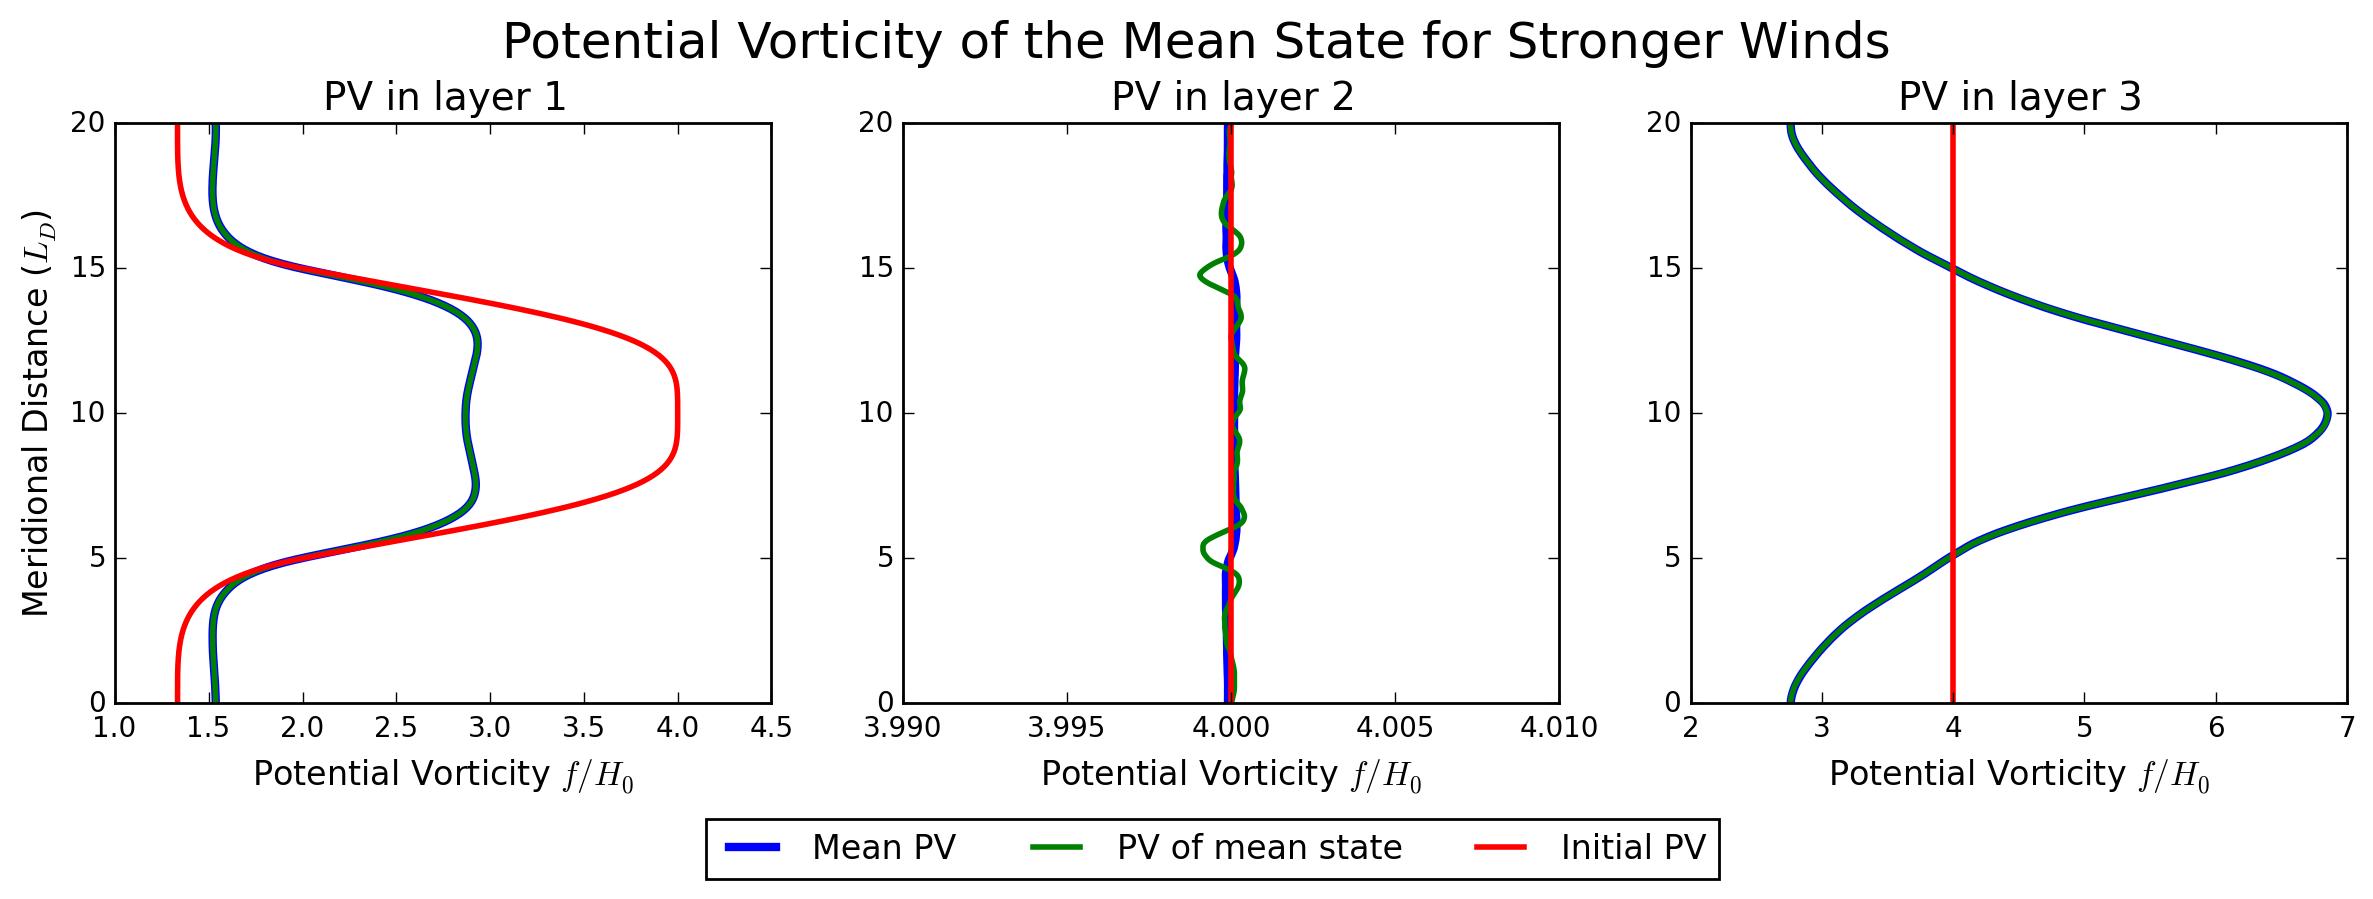 Potential Vorticity of the Mean State for Stronger Winds
PV in layer 1
PV in layer 2
PV in layer 3
Meridional Distance (L_D)
20
15
10
5
0
1.0 1.5 2.0 2.5 3.0 3.5 4.0 4.5
Potential Vorticity f/H_0
20
15
10
5
0
3.990 3.995 4.000 4.005 4.010
Potential Vorticity f/H_0
20
15
10
5
0
2 3 4 5 6 7
Potential Vorticity f/H_0
Mean PV PV of mean state Initial PV